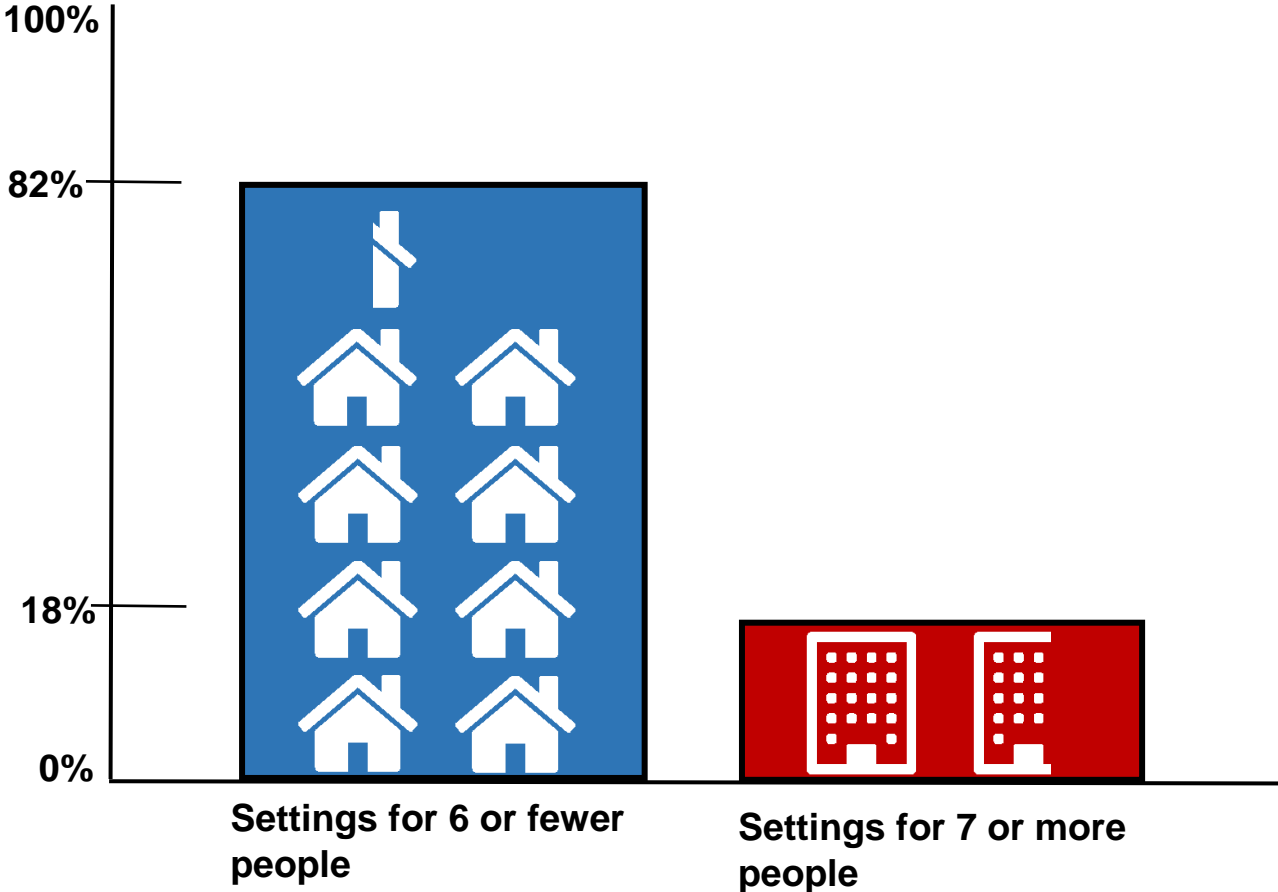 100%
82%
18%
0%
Settings for 6 or fewer
people
Settings for 7 or more
people